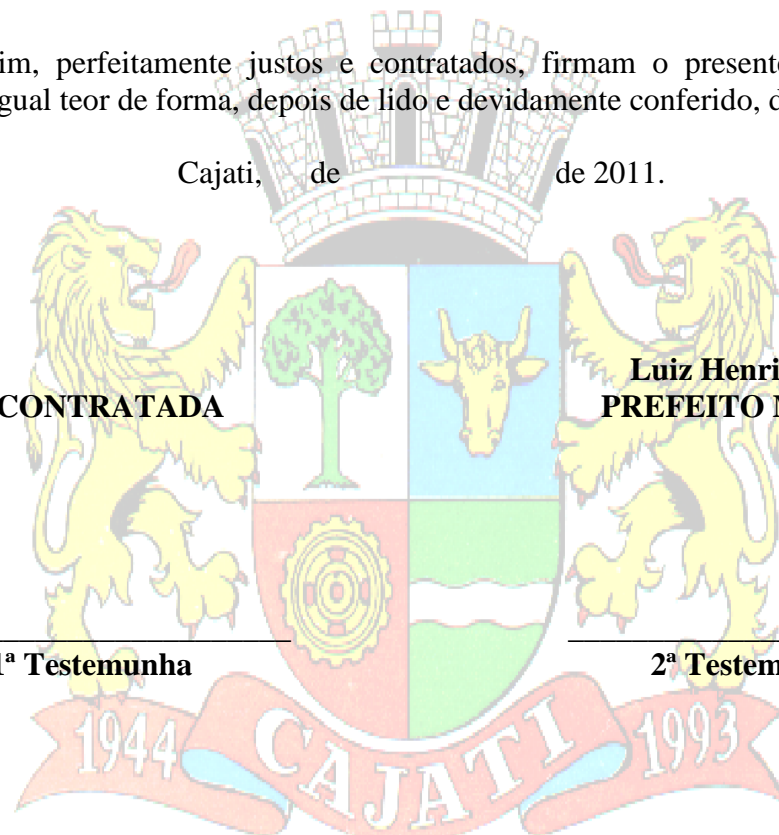 im, perfeitamente justos e contratados, firmam o presente
gual teor de forma, depois de lido e devidamente conferido, d
Cajati, de de 2011.
Luiz Henri
CONTRATADA PREFEITO
1ª Testemunha 2ª Testem
1944 CAJATI 1993